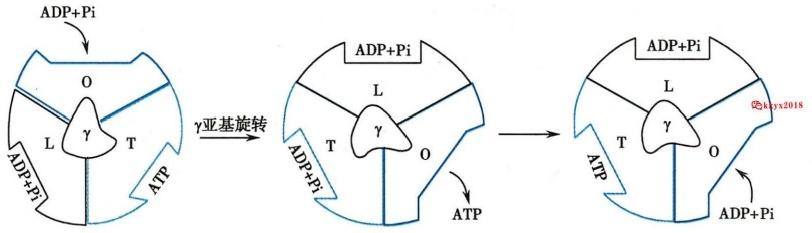 ADP+Pi
O
L
γ
T
ADP+Pi
ATP
γ亚基旋转
ADP+Pi
L
T
γ
O
ADP+Pi
ATP
ADP+Pi
L
T
γ
O
ATP
ADP+Pi
kkyx2018